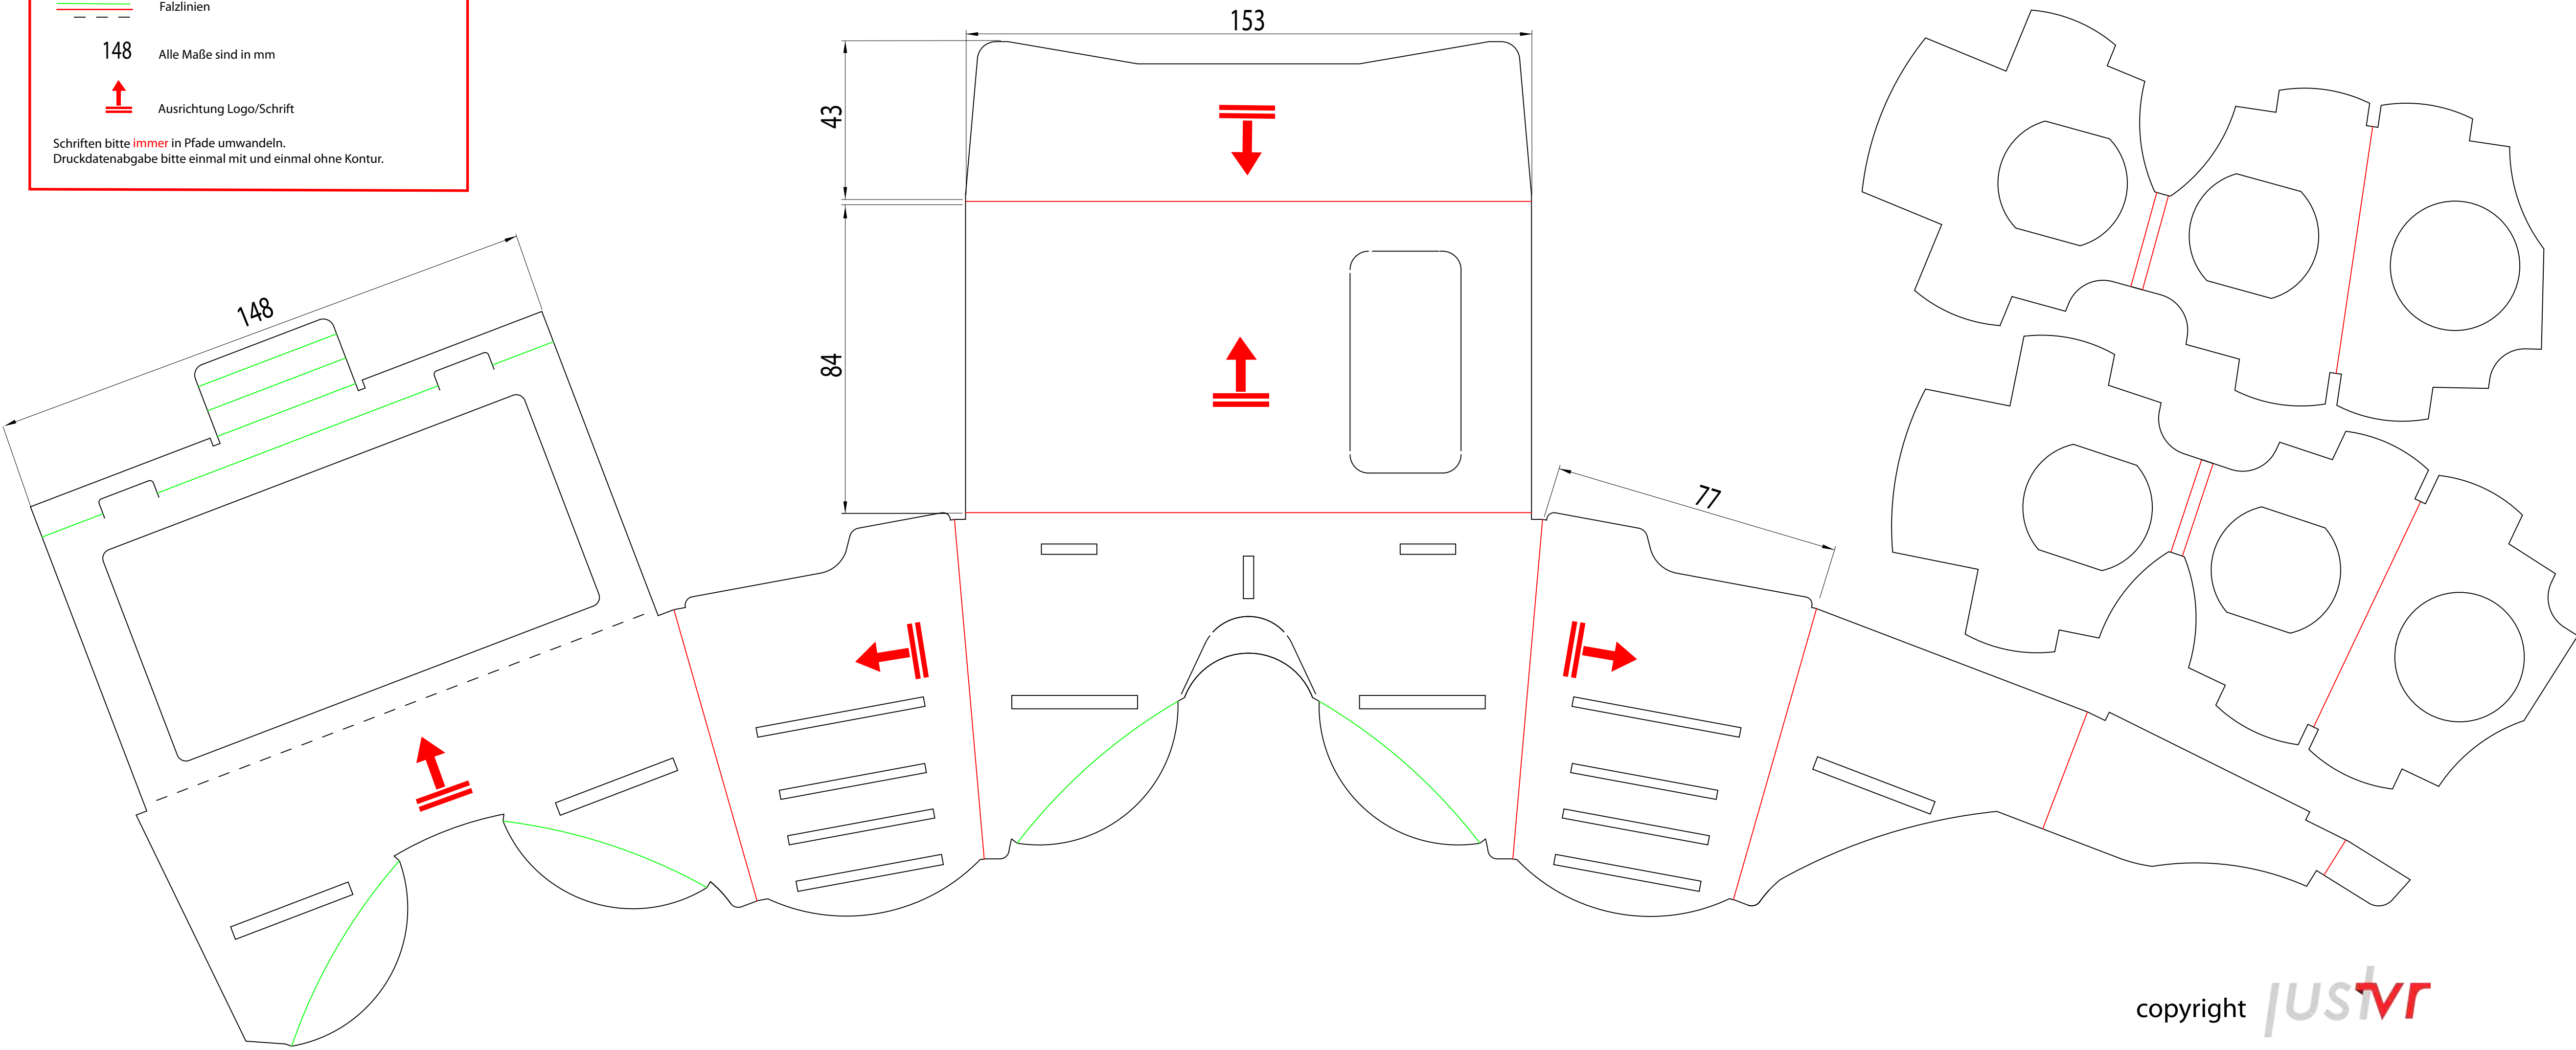 Falzlinien
148 Alle Maße sind in mm
Ausrichtung Logo/Schrift
Schriften bitte immer in Pfade umwandeln.
Druckdatenabgabe bitte einmal mit und einmal ohne Kontur.
153
43
84
148
77
copyright justvr